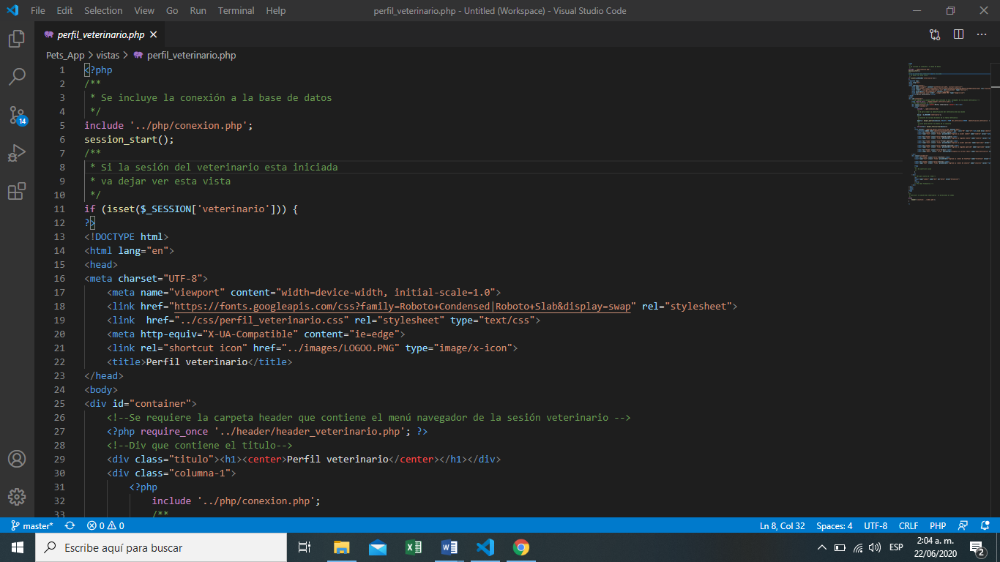 File Edit Selection View Go Run Terminal Help
perfil_veterinario.php - Untitled (Workspace) - Visual Studio Code
perfil_veterinario.php
Pets_App > vistas > perfil_veterinario.php
1 <?php
2 /**
3  * Se incluye la conexión a la base de datos
4  */
5 include '../php/conexion.php';
6 session_start();
7 /**
8  * Si la sesión del veterinario esta iniciada
9  * va dejar ver esta vista
10  */
11 if (isset($_SESSION['veterinario'])) {
12 ?>
13 <!DOCTYPE html>
14 <html lang="en">
15 <head>
16 <meta charset="UTF-8">
17     <meta name="viewport" content="width=device-width, initial-scale=1.0">
18     <link href="https://fonts.googleapis.com/css?family=Roboto+Condensed|Roboto+Slab&display=swap" rel="stylesheet">
19     <link  href="../css/perfil_veterinario.css" rel="stylesheet" type="text/css">
20     <meta http-equiv="X-UA-Compatible" content="ie=edge">
21     <link rel="shortcut icon" href="../images/LOGOO.PNG" type="image/x-icon">
22     <title>Perfil veterinario</title>
23 </head>
24 <body>
25 <div id="container">
26     <!--Se requiere la carpeta header que contiene el menú navegador de la sesión veterinario -->
27     <?php require_once '../header/header_veterinario.php'; ?>
28     <!--Div que contiene el titulo-->
29     <div class="titulo"><h1><center>Perfil veterinario</center></h1></div>
30     <div class="columna-1">
31         <?php
32             include '../php/conexion.php';
33             /**
14
master* 0 0 Ln 8, Col 32 Spaces: 4 UTF-8 CRLF PHP
Escribe aquí para buscar
ESP
2:04 a. m.
22/06/2020
2